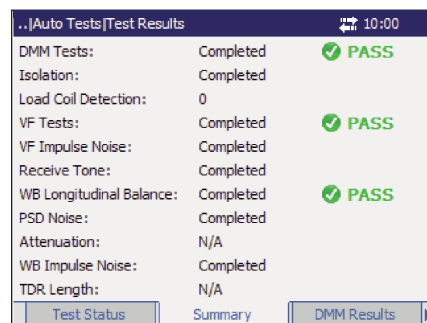 ..|Auto Tests|Test Results 10:00
DMM Tests: Completed PASS
Isolation: Completed
Load Coil Detection: 0
VF Tests: Completed PASS
VF Impulse Noise: Completed
Receive Tone: Completed
WB Longitudinal Balance: Completed PASS
PSD Noise: Completed
Attenuation: N/A
WB Impulse Noise: Completed
TDR Length: N/A
Test Status Summary DMM Results